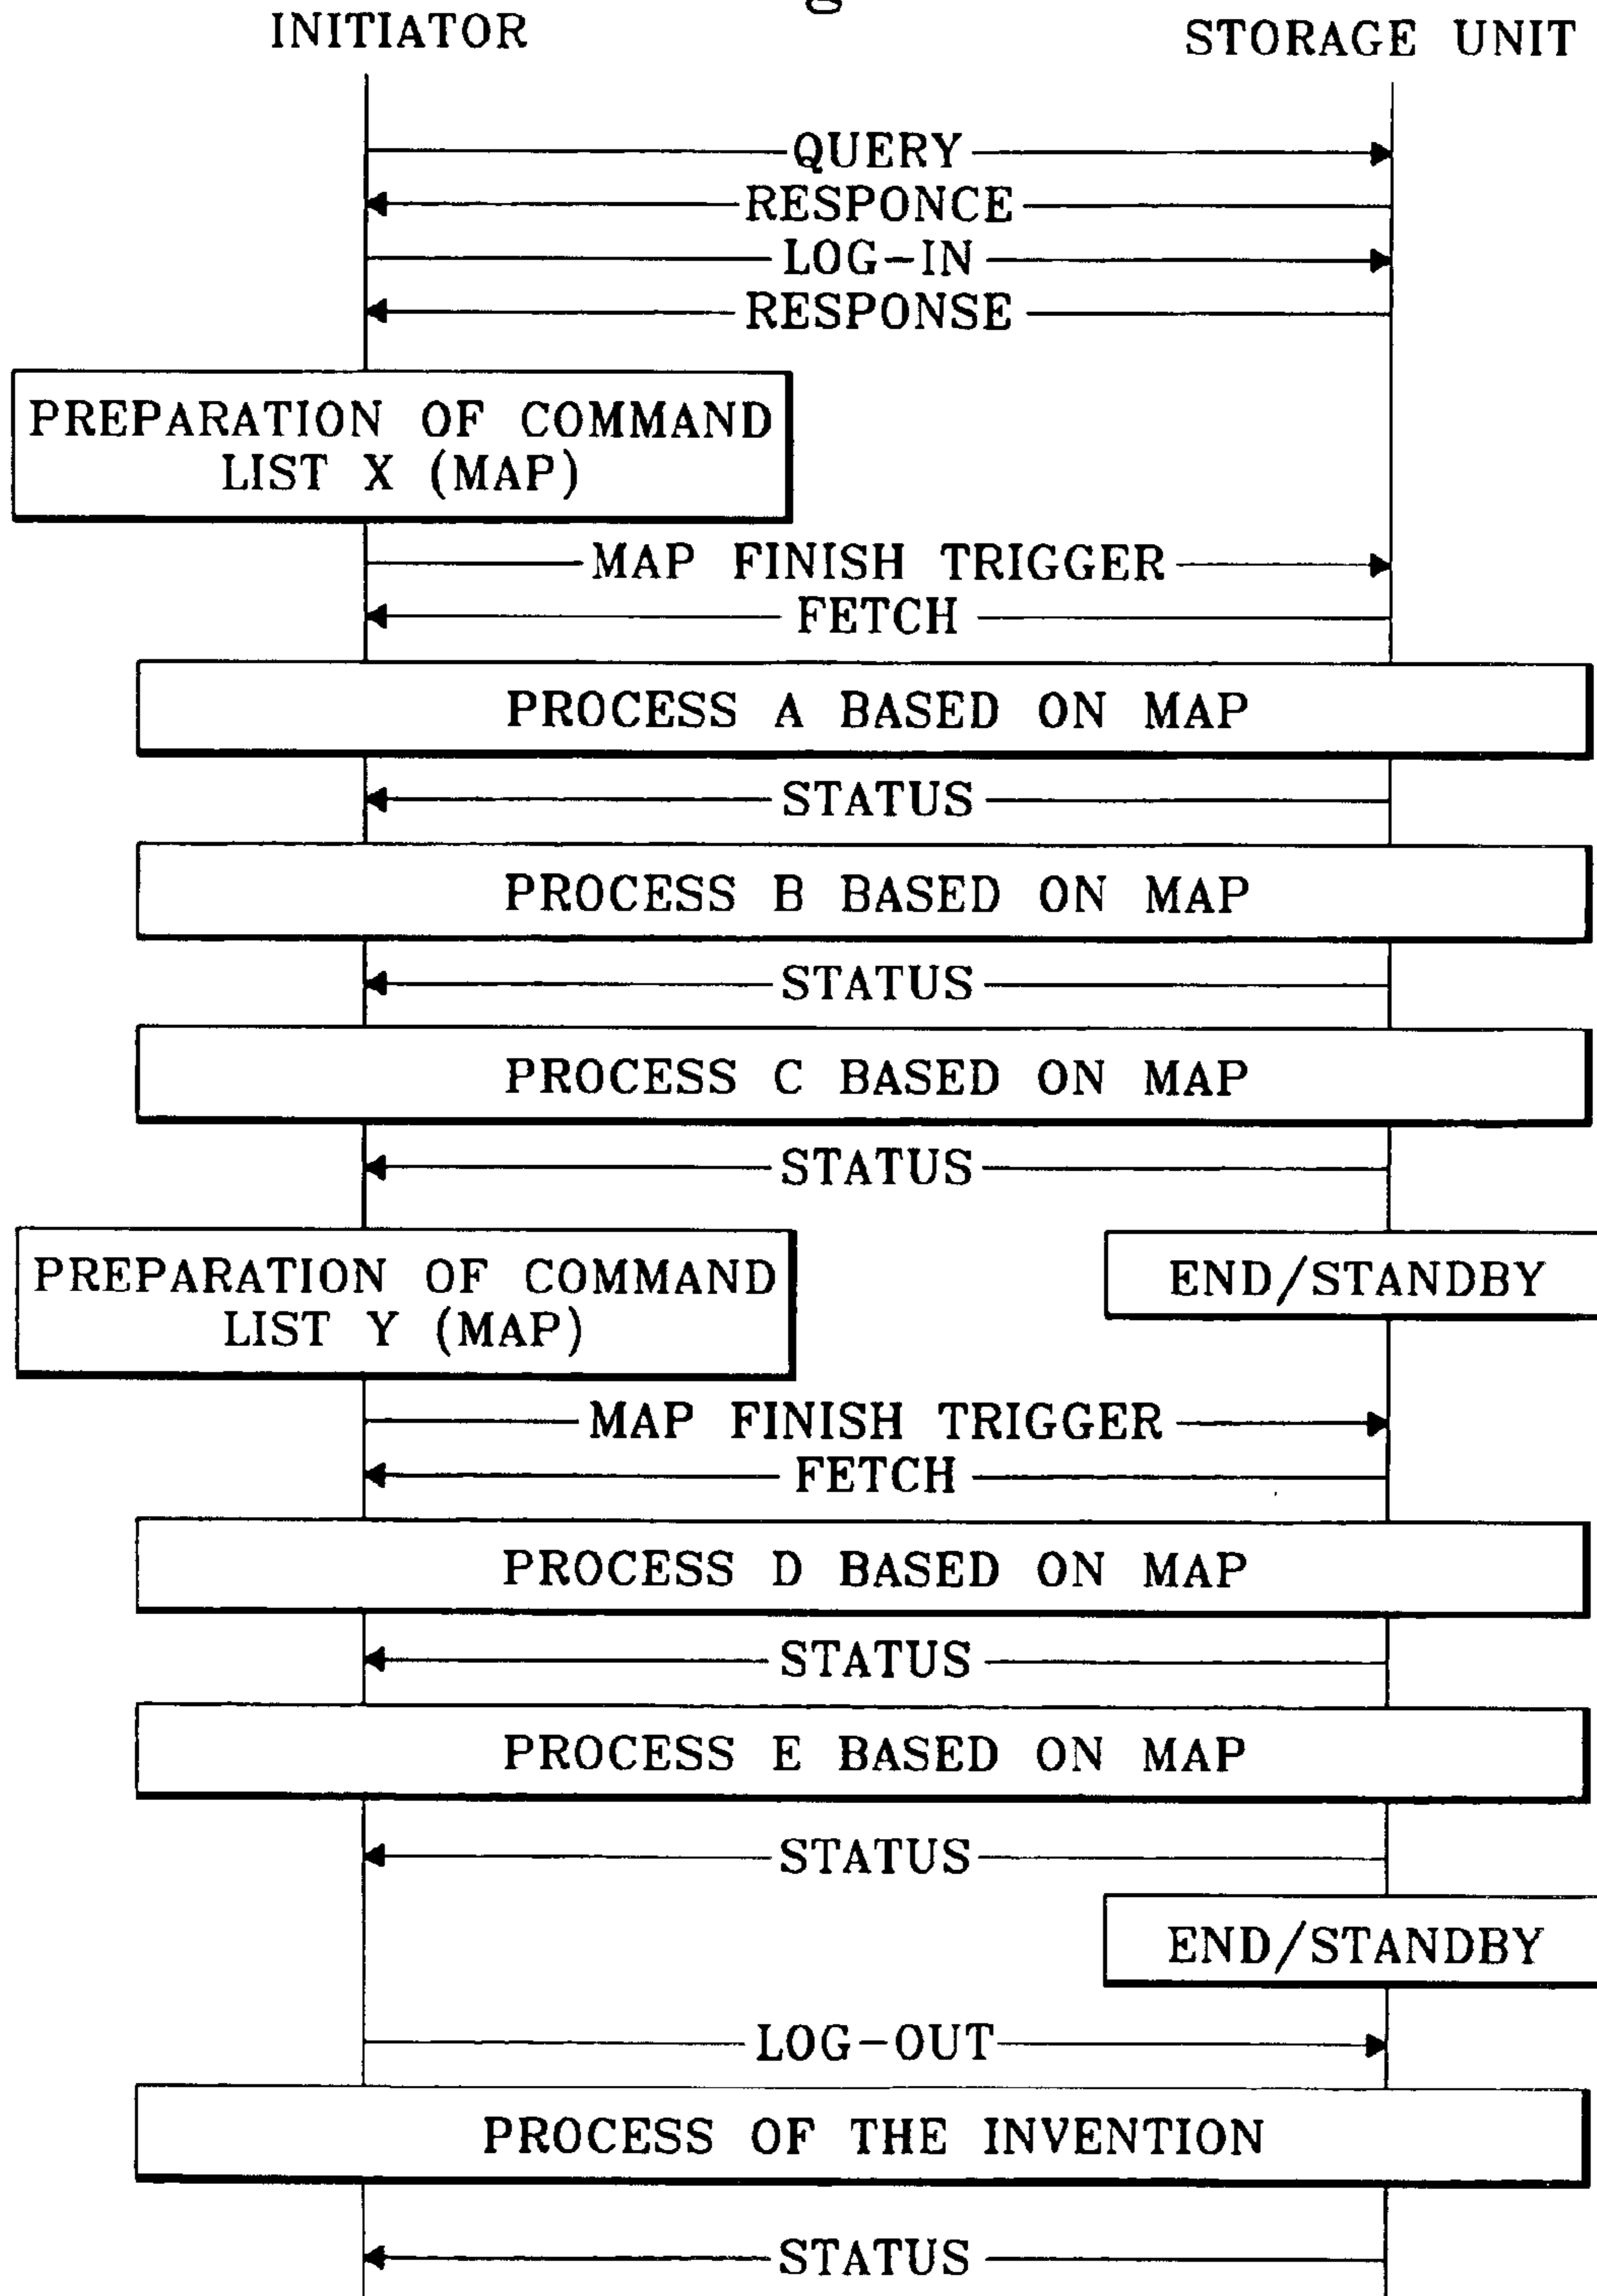 INITIATOR
STORAGE UNIT
QUERY
RESPONCE
LOG-IN
RESPONSE
PREPARATION OF COMMAND
LIST X (MAP)
MAP FINISH TRIGGER
FETCH
PROCESS A BASED ON MAP
STATUS
PROCESS B BASED ON MAP
STATUS
PROCESS C BASED ON MAP
STATUS
PREPARATION OF COMMAND
LIST Y (MAP)
END/STANDBY
MAP FINISH TRIGGER
FETCH
PROCESS D BASED ON MAP
STATUS
PROCESS E BASED ON MAP
STATUS
END/STANDBY
LOG-OUT
PROCESS OF THE INVENTION
STATUS